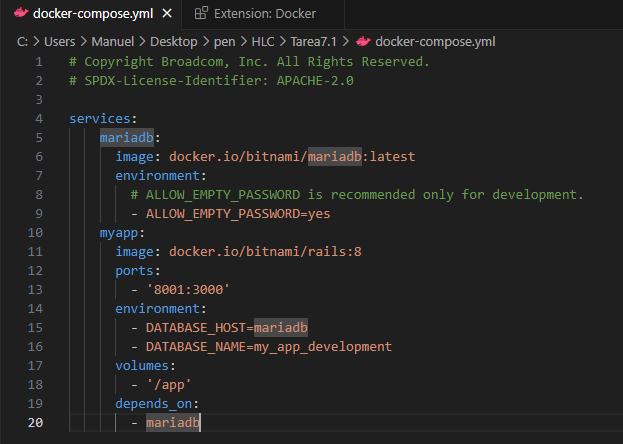 docker-compose.yml
Extension: Docker
C: > Users > Manuel > Desktop > pen > HLC > Tarea7.1 > docker-compose.yml
1 # Copyright Broadcom, Inc. All Rights Reserved.
2 # SPDX-License-Identifier: APACHE-2.0
3
4 services:
5     mariadb:
6       image: docker.io/bitnami/mariadb:latest
7       environment:
8         # ALLOW_EMPTY_PASSWORD is recommended only for development.
9         - ALLOW_EMPTY_PASSWORD=yes
10     myapp:
11       image: docker.io/bitnami/rails:8
12       ports:
13         - '8001:3000'
14       environment:
15         - DATABASE_HOST=mariadb
16         - DATABASE_NAME=my_app_development
17       volumes:
18         - '/app'
19       depends_on:
20         - mariadb